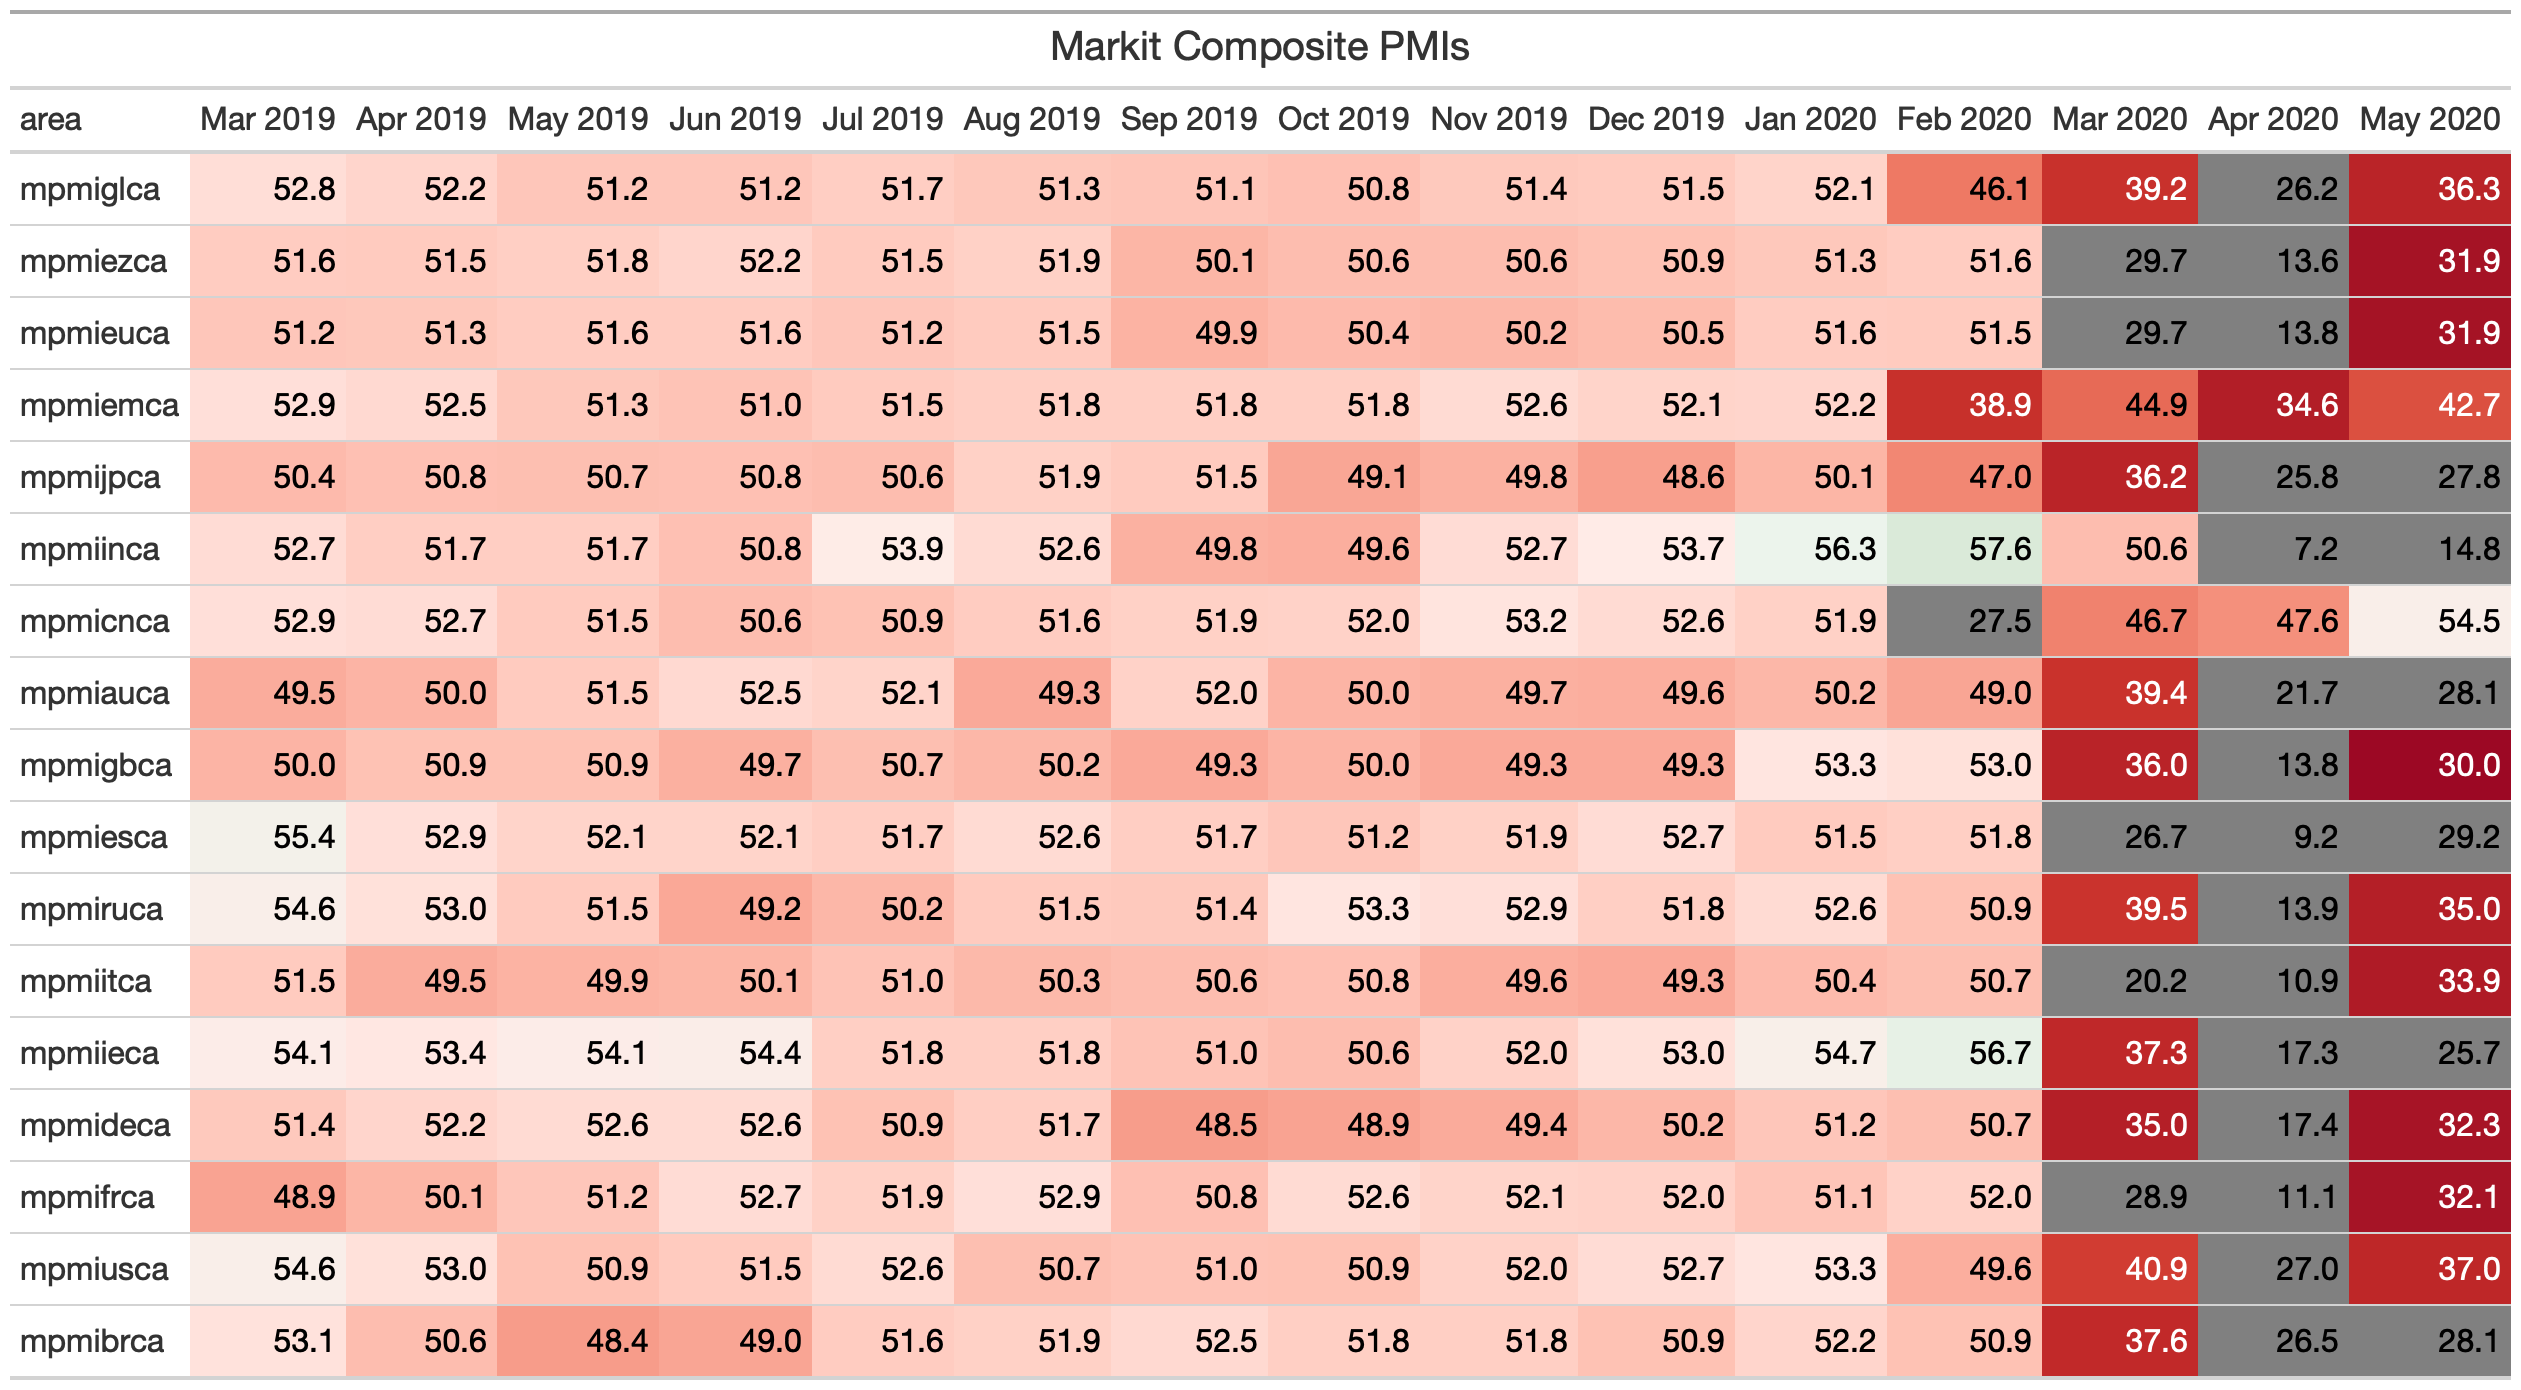 Markit Composite PMIs
area Mar 2019 Apr 2019 May 2019 Jun 2019 Jul 2019 Aug 2019 Sep 2019 Oct 2019 Nov 2019 Dec 2019 Jan 2020 Feb 2020 Mar 2020 Apr 2020 May 2020
mpmiglca 52.8 52.2 51.2 51.2 51.7 51.3 51.1 50.8 51.4 51.5 52.1 46.1 39.2 26.2 36.3
mpmiezca 51.6 51.5 51.8 52.2 51.5 51.9 50.1 50.6 50.6 50.9 51.3 51.6 29.7 13.6 31.9
mpmieuca 51.2 51.3 51.6 51.6 51.2 51.5 49.9 50.4 50.2 50.5 51.6 51.5 29.7 13.8 31.9
mpmiemca 52.9 52.5 51.3 51.0 51.5 51.8 51.8 51.8 52.6 52.1 52.2 38.9 44.9 34.6 42.7
mpmijpca 50.4 50.8 50.7 50.8 50.6 51.9 51.5 49.1 49.8 48.6 50.1 47.0 36.2 25.8 27.8
mpmiinca 52.7 51.7 51.7 50.8 53.9 52.6 49.8 49.6 52.7 53.7 56.3 57.6 50.6 7.2 14.8
mpmicnca 52.9 52.7 51.5 50.6 50.9 51.6 51.9 52.0 53.2 52.6 51.9 27.5 46.7 47.6 54.5
mpmiauca 49.5 50.0 51.5 52.5 52.1 49.3 52.0 50.0 49.7 49.6 50.2 49.0 39.4 21.7 28.1
mpmigbca 50.0 50.9 50.9 49.7 50.7 50.2 49.3 50.0 49.3 49.3 53.3 53.0 36.0 13.8 30.0
mpmiesca 55.4 52.9 52.1 52.1 51.7 52.6 51.7 51.2 51.9 52.7 51.5 51.8 26.7 9.2 29.2
mpmiruca 54.6 53.0 51.5 49.2 50.2 51.5 51.4 53.3 52.9 51.8 52.6 50.9 39.5 13.9 35.0
mpmiitca 51.5 49.5 49.9 50.1 51.0 50.3 50.6 50.8 49.6 49.3 50.4 50.7 20.2 10.9 33.9
mpmiieca 54.1 53.4 54.1 54.4 51.8 51.8 51.0 50.6 52.0 53.0 54.7 56.7 37.3 17.3 25.7
mpmideca 51.4 52.2 52.6 52.6 50.9 51.7 48.5 48.9 49.4 50.2 51.2 50.7 35.0 17.4 32.3
mpmifrca 48.9 50.1 51.2 52.7 51.9 52.9 50.8 52.6 52.1 52.0 51.1 52.0 28.9 11.1 32.1
mpmiusca 54.6 53.0 50.9 51.5 52.6 50.7 51.0 50.9 52.0 52.7 53.3 49.6 40.9 27.0 37.0
mpmibrca 53.1 50.6 48.4 49.0 51.6 51.9 52.5 51.8 51.8 50.9 52.2 50.9 37.6 26.5 28.1